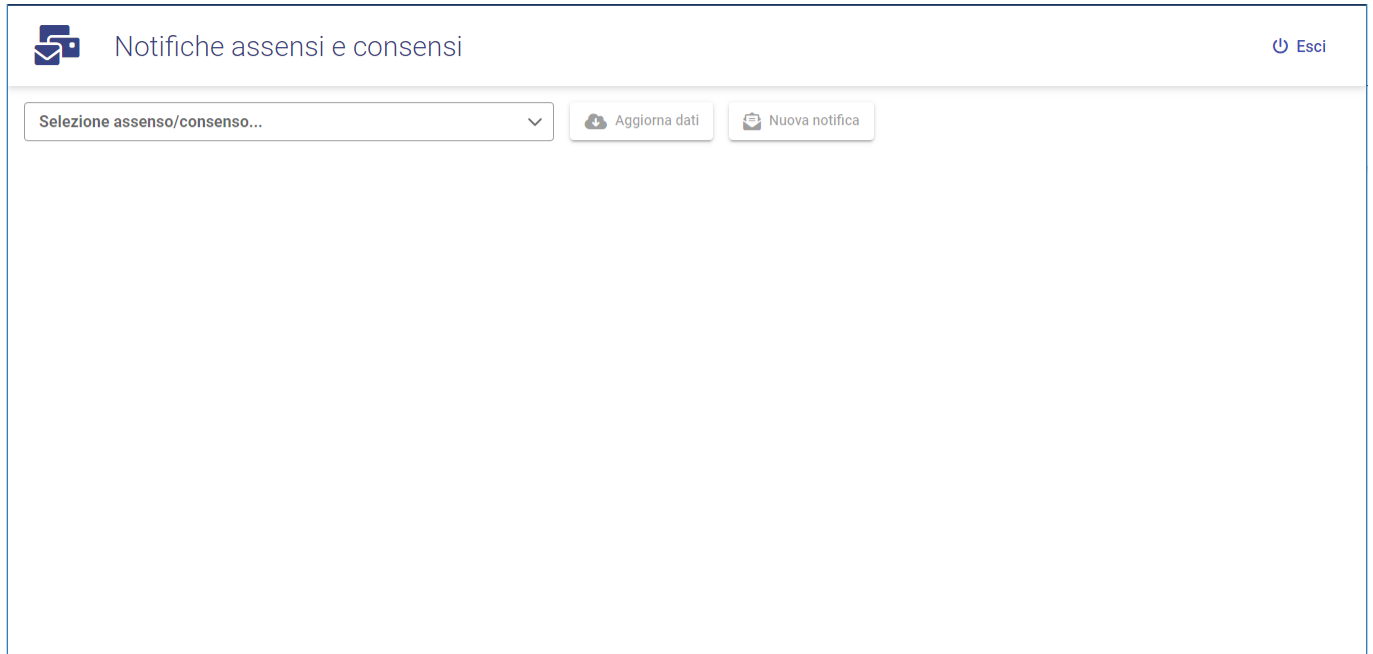 Notifiche assensi e consensi
Esci
Selezione assenso/consenso...
Aggiorna dati
Nuova notifica